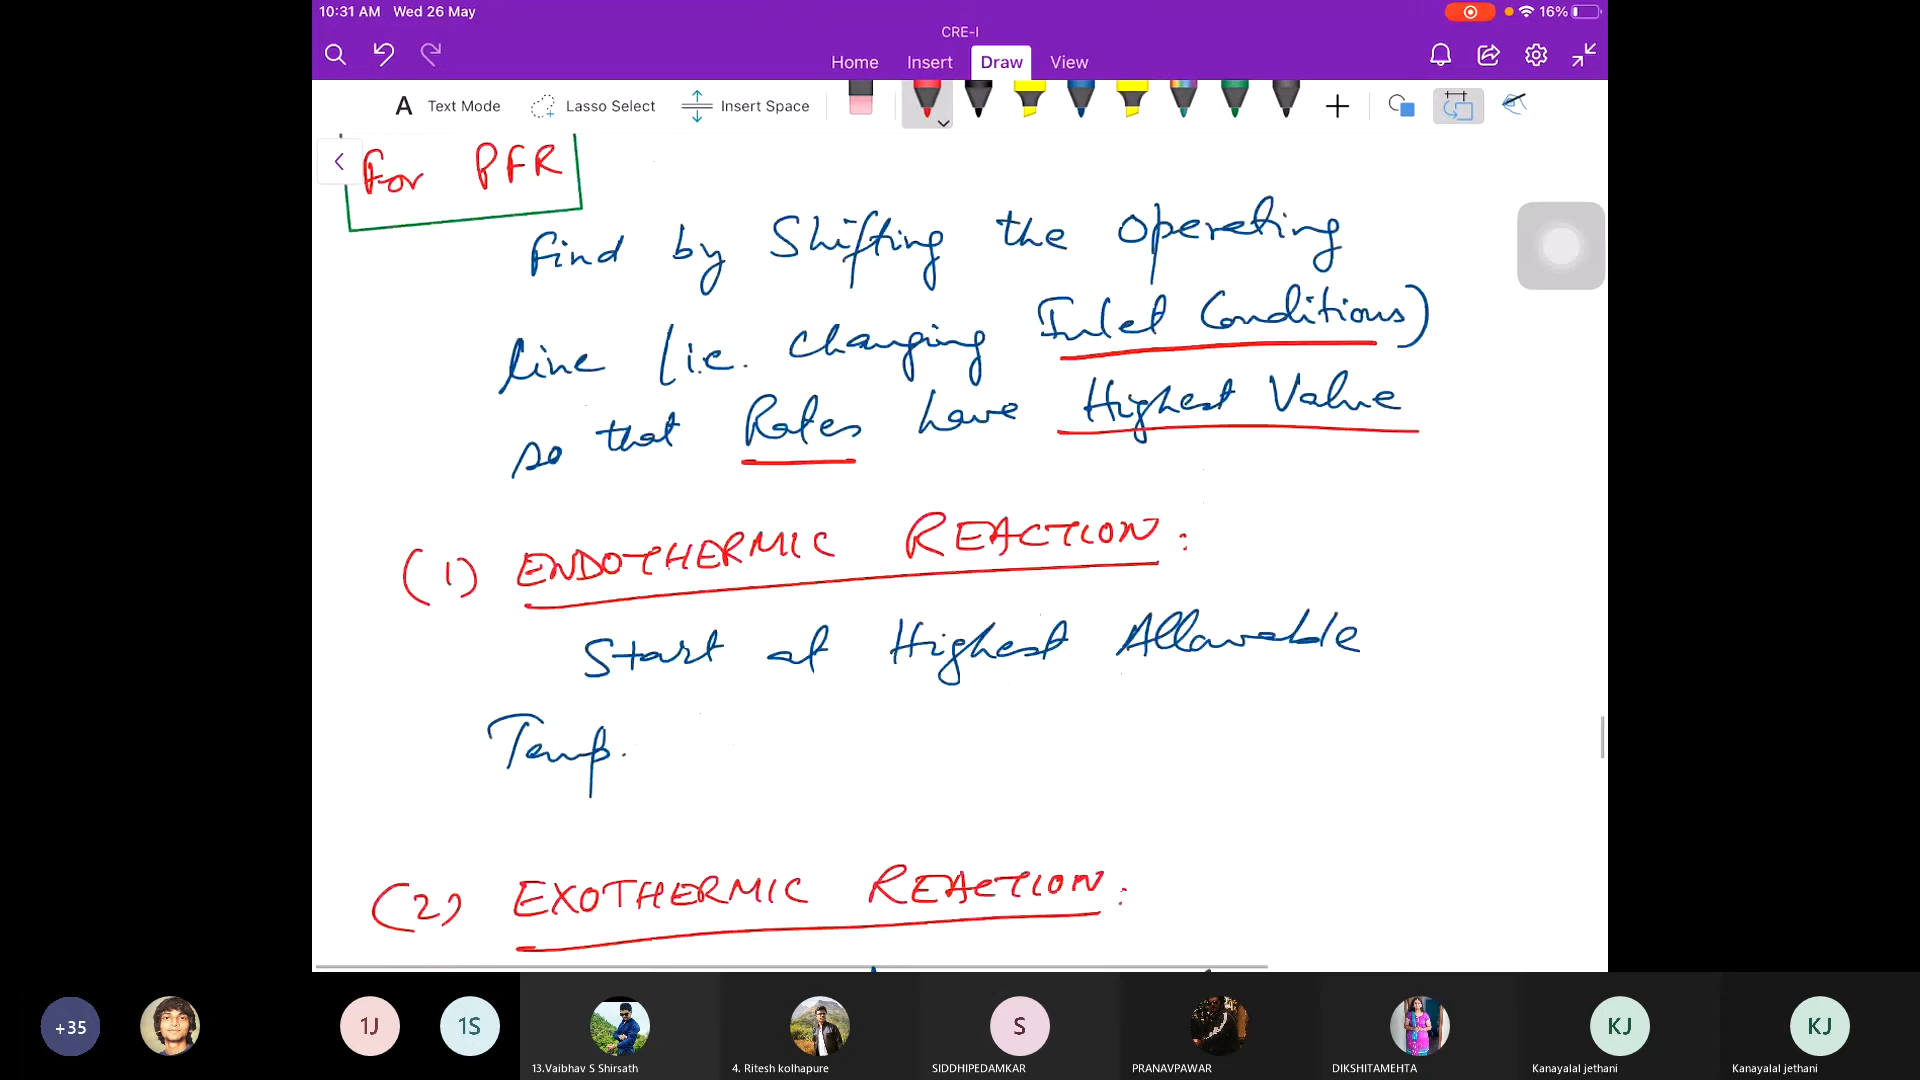 10:31 AM Wed 26 May
16%
CRE-I
Home Insert Draw View
Text Mode Lasso Select Insert Space
For PFR
Find by Shifting the Operating
line (i.e. changing Inlet Conditions)
so that Rates have Highest Value
(1) ENDOTHERMIC REACTION:
Start at Highest Allowable
Temp.
(2) EXOTHERMIC REACTION:
+35 1J 1S S KJ KJ
13.Vaibhav S Shirsath 4. Ritesh kolhapure SIDDHIPEDAMKAR PRANAVPAWAR DIKSHITAMEHTA Kanayalal jethani Kanayalal jethani